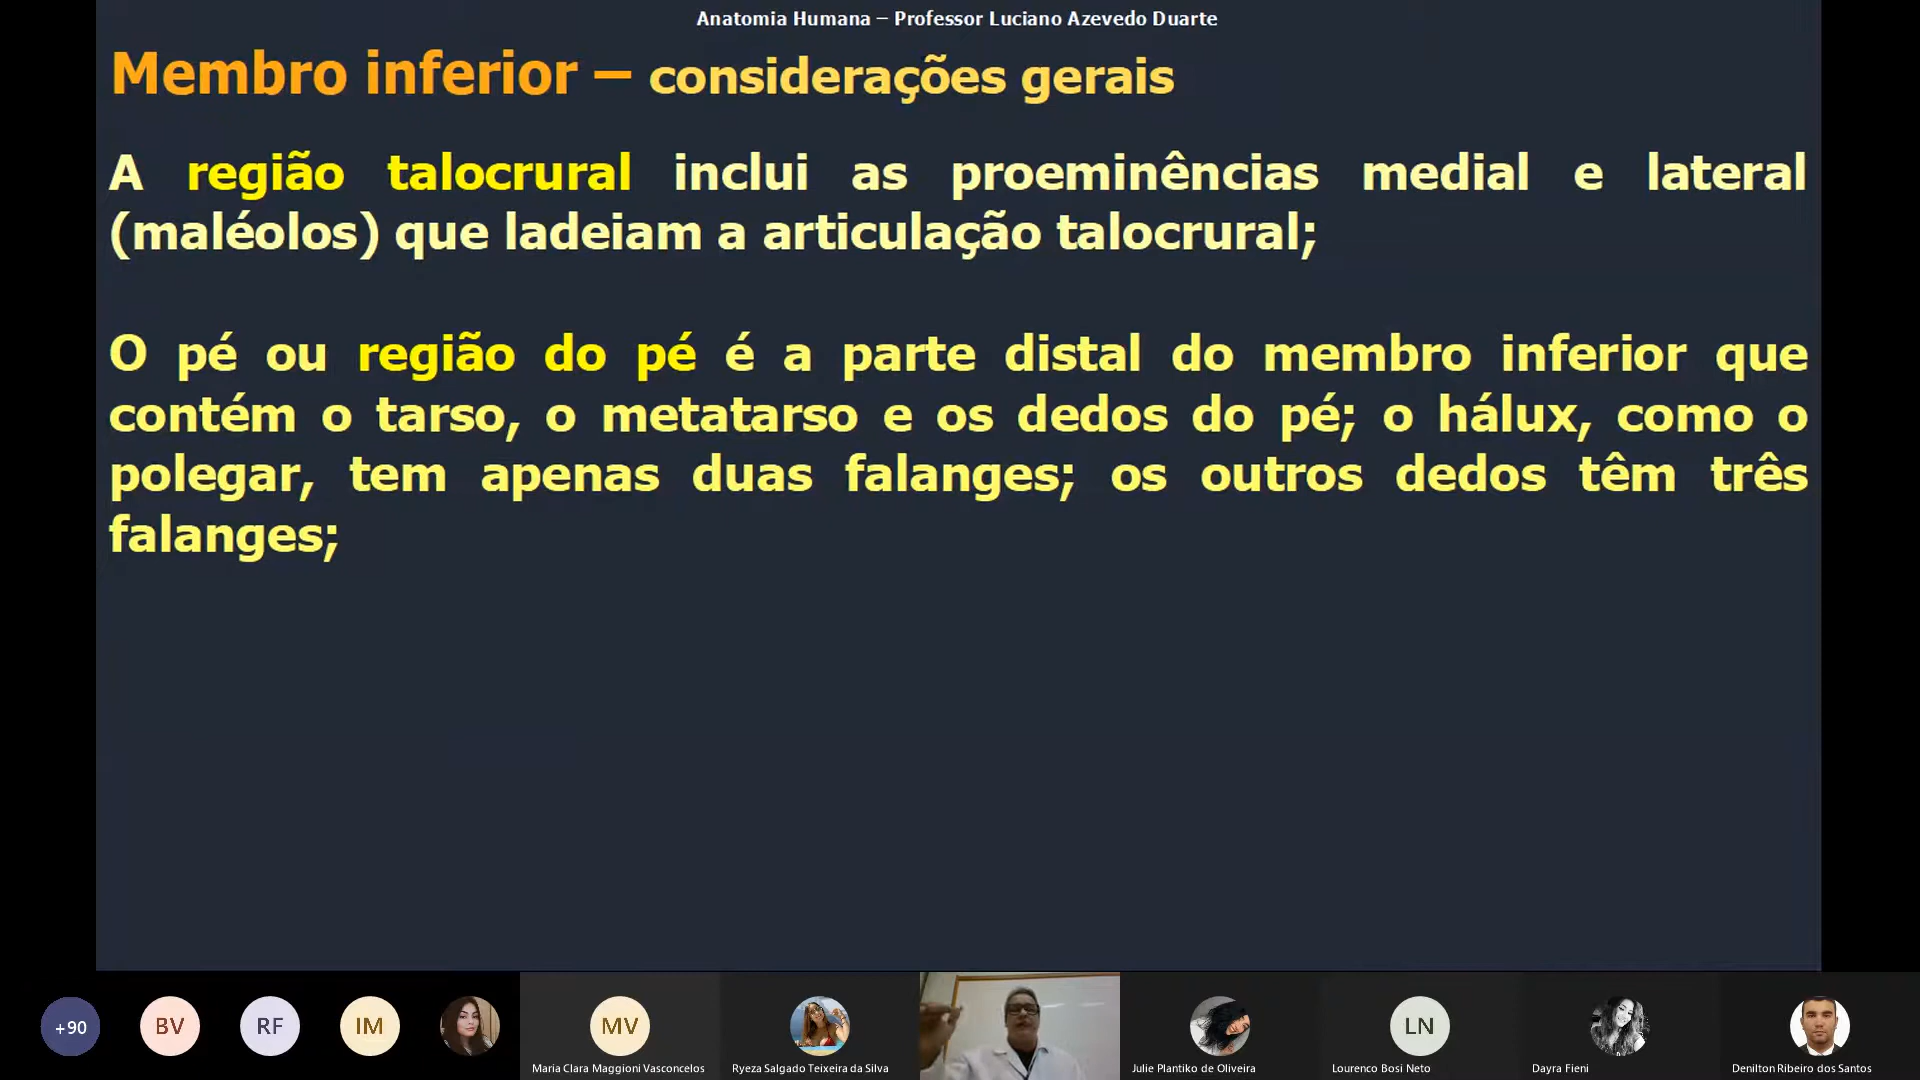 Anatomia Humana – Professor Luciano Azevedo Duarte
Membro inferior – considerações gerais
A região talocrural inclui as proeminências medial e lateral
(maléolos) que ladeiam a articulação talocrural;
O pé ou região do pé é a parte distal do membro inferior que
contém o tarso, o metatarso e os dedos do pé; o hálux, como o
polegar, tem apenas duas falanges; os outros dedos têm três
falanges;
+90
BV
RF
IM
MV
LN
Maria Clara Maggioni Vasconcelos
Ryeza Salgado Teixeira da Silva
Julie Plantiko de Oliveira
Lourenco Bosi Neto
Dayra Fieni
Denilton Ribeiro dos Santos